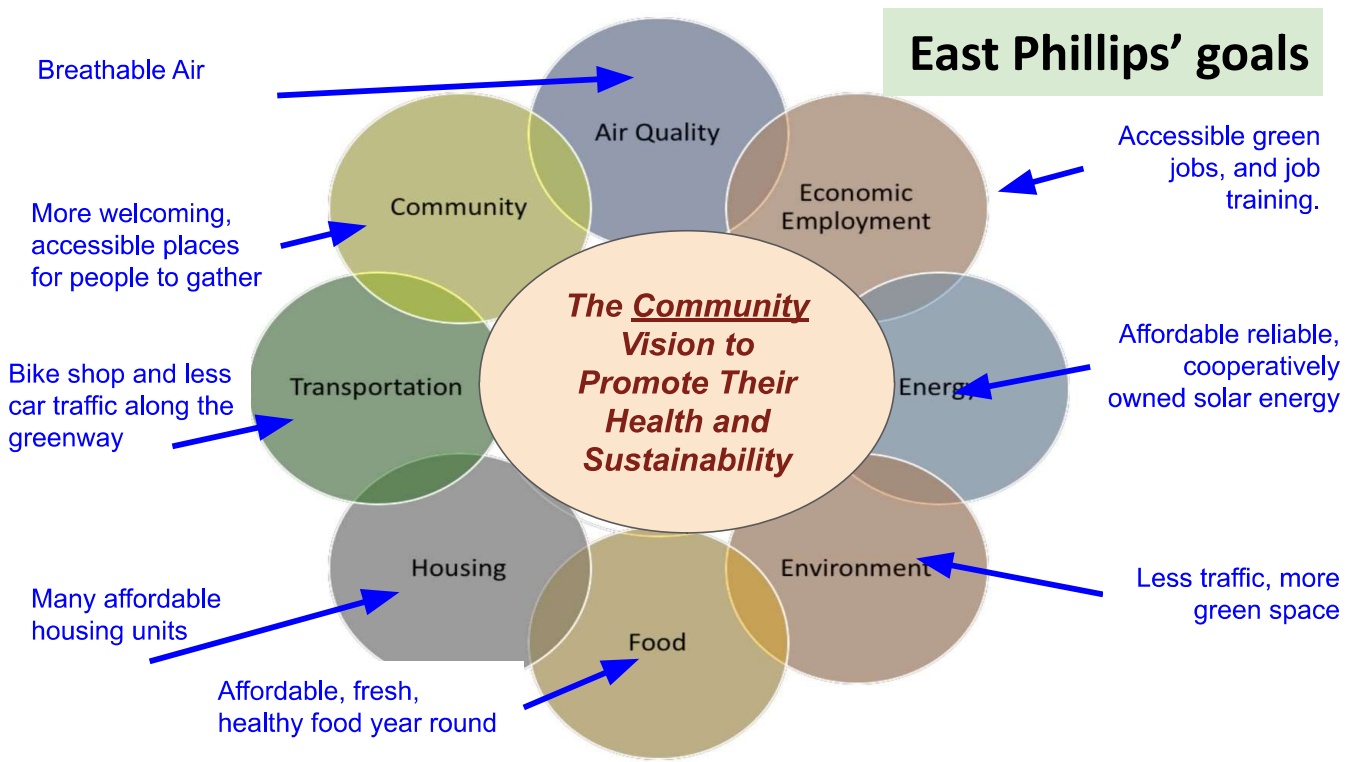 East Phillips’ goals
Breathable Air
Air Quality
Accessible green
jobs, and job
training.
Economic
Employment
Community
More welcoming,
accessible places
for people to gather
The Community
Vision to
Promote Their
Health and
Sustainability
Affordable reliable,
cooperatively
owned solar energy
Energy
Transportation
Bike shop and less
car traffic along the
greenway
Housing
Environment
Less traffic, more
green space
Many affordable
housing units
Food
Affordable, fresh,
healthy food year round